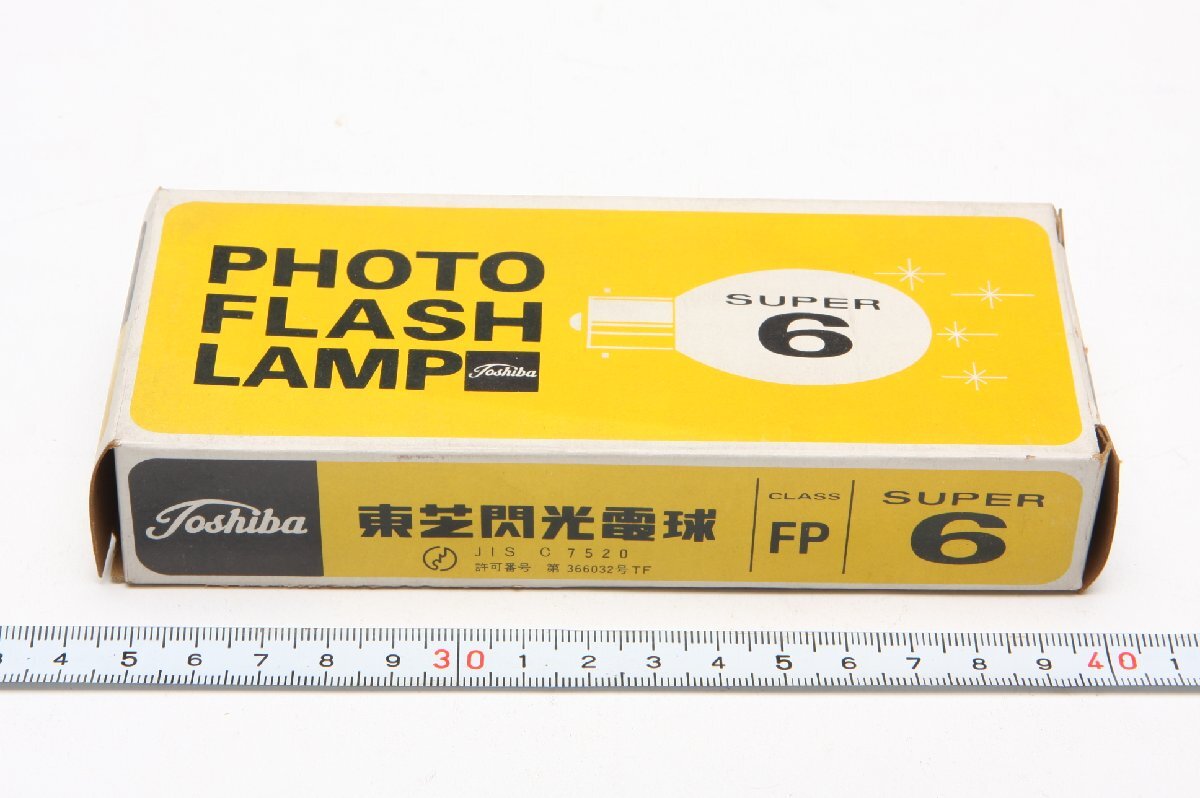 PHOTO
FLASH
LAMP Toshiba
SUPER
6
Toshiba
東芝閃光電球
JIS C 7520
許可番号 第 366032号TF
CLASS
FP
SUPER
6
3 4 5 6 7 8 9 30 1 2 3 4 5 6 7 8 9 40 1